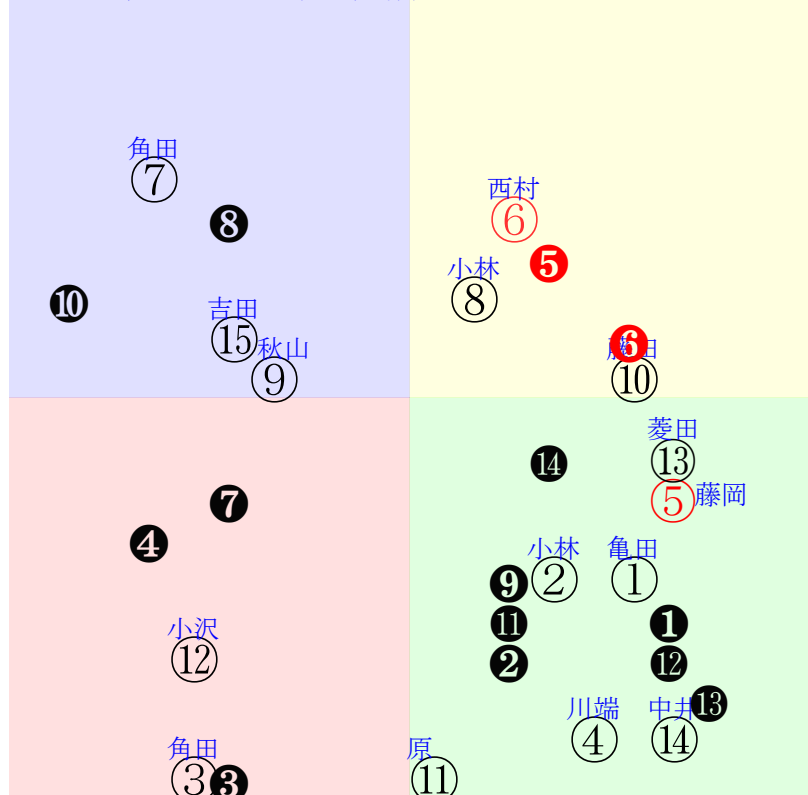 角田
⑦
西村
⑥
❽
❺
小林
⑧
❿
吉田
⑮
秋山
⑨
❻
⑩
菱田
⑬
⓮
藤岡
⑤
❼
❹
小林
②
亀田
①
❾
⓫
❶
小沢
⑫
❷
⓬
川端
④
中井
⑭
⓭
角田
③
❸
原
⑪